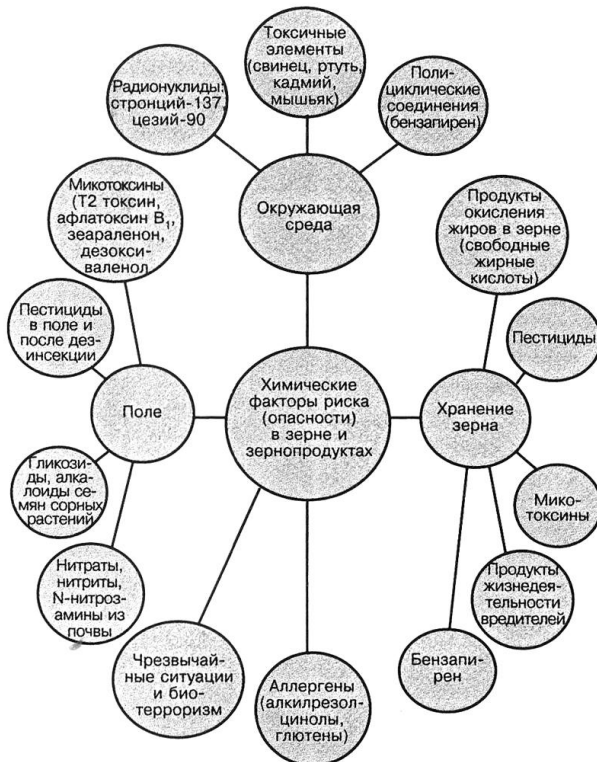 Токсичные
элементы
(свинец, ртуть,
кадмий,
мышьяк)
Радионуклиды:
стронций-137,
цезий-90
Поли-
циклические
соединения
(бензапирен)
Окружающая
среда
Микотоксины
(Т2 токсин,
афлатоксин В₁,
зеараленон,
дезокси-
валенол
Продукты
окисления
жиров в зерне
(свободные
жирные
кислоты)
Пестициды
в поле и
после дез-
инсекции
Пестициды
Поле
Химические
факторы риска
(опасности)
в зерне и
зернопродуктах
Хранение
зерна
Гликози-
ды, алка-
лоиды се-
мян сорных
растений
Мико-
токсины
Нитраты,
нитриты,
N-нитроз-
амины из
почвы
Продукты
жизнедея-
тельности
вредителей
Чрезвычай-
ные ситуации
и био-
терроризм
Аллергены
(алкилрезол-
цинолы,
глютены)
Бензапи-
рен